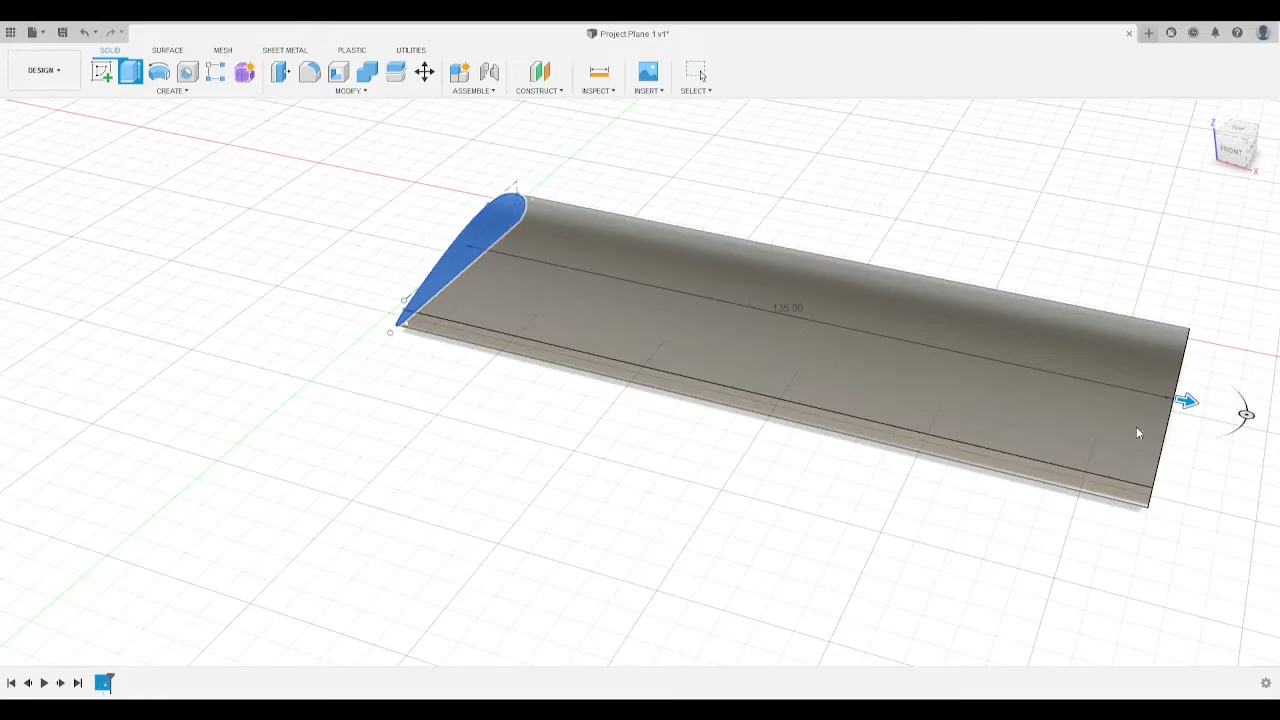 Project Plane 1 v1*
SOLID SURFACE MESH SHEET METAL PLASTIC UTILITIES
DESIGN
CREATE MODIFY ASSEMBLE CONSTRUCT INSPECT INSERT SELECT
Z
FRONT
X
135.00